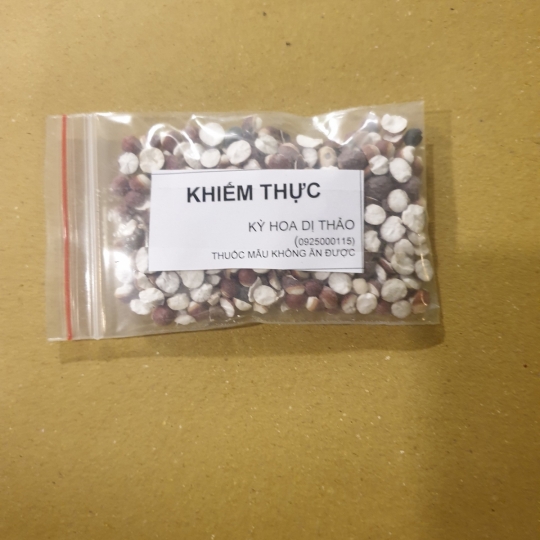 KHIẾM THỰC
KỲ HOA DỊ THẢO
(0925000115)
THUỐC MẪU KHÔNG ĂN ĐƯỢC